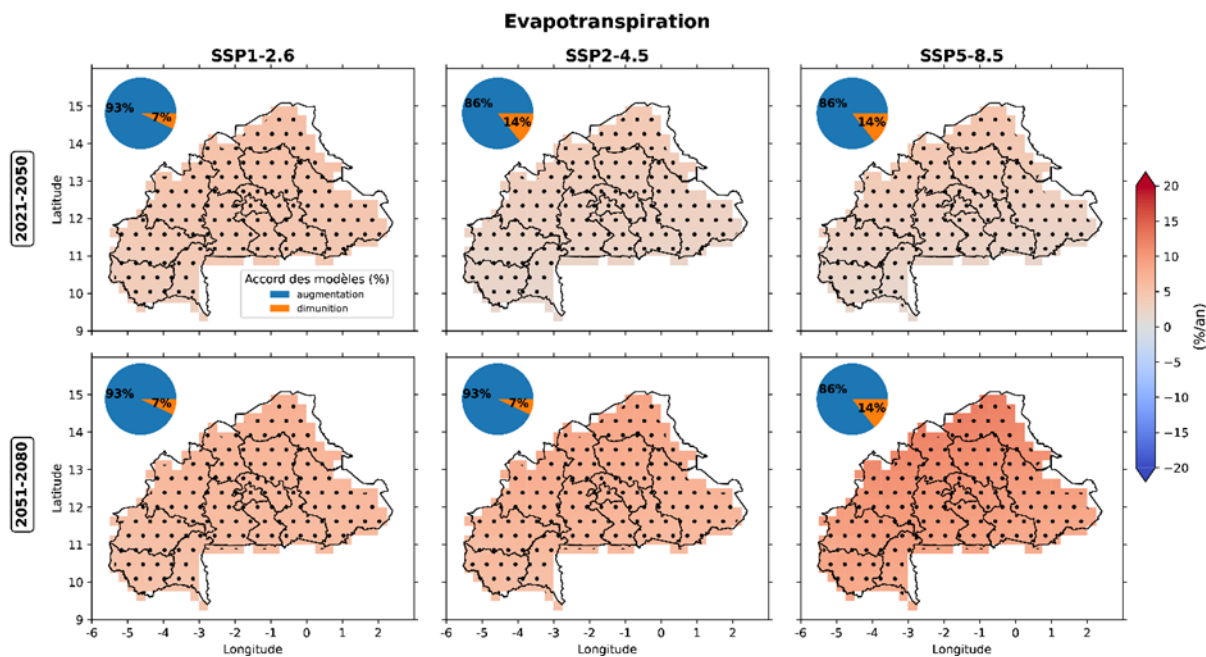 Evapotranspiration
SSP1-2.6
SSP2-4.5
SSP5-8.5
2021-2050
Latitude
15
14
13
12
11
10
9
93%
7%
86%
14%
86%
14%
Accord des modèles (%)
augmentation
dimunition
2051-2080
Latitude
15
14
13
12
11
10
9
93%
7%
93%
7%
86%
14%
-6 -5 -4 -3 -2 -1 0 1 2
-6 -5 -4 -3 -2 -1 0 1 2
-6 -5 -4 -3 -2 -1 0 1 2
Longitude
Longitude
Longitude
20
15
10
5
0
−5
−10
−15
−20
(%/an)